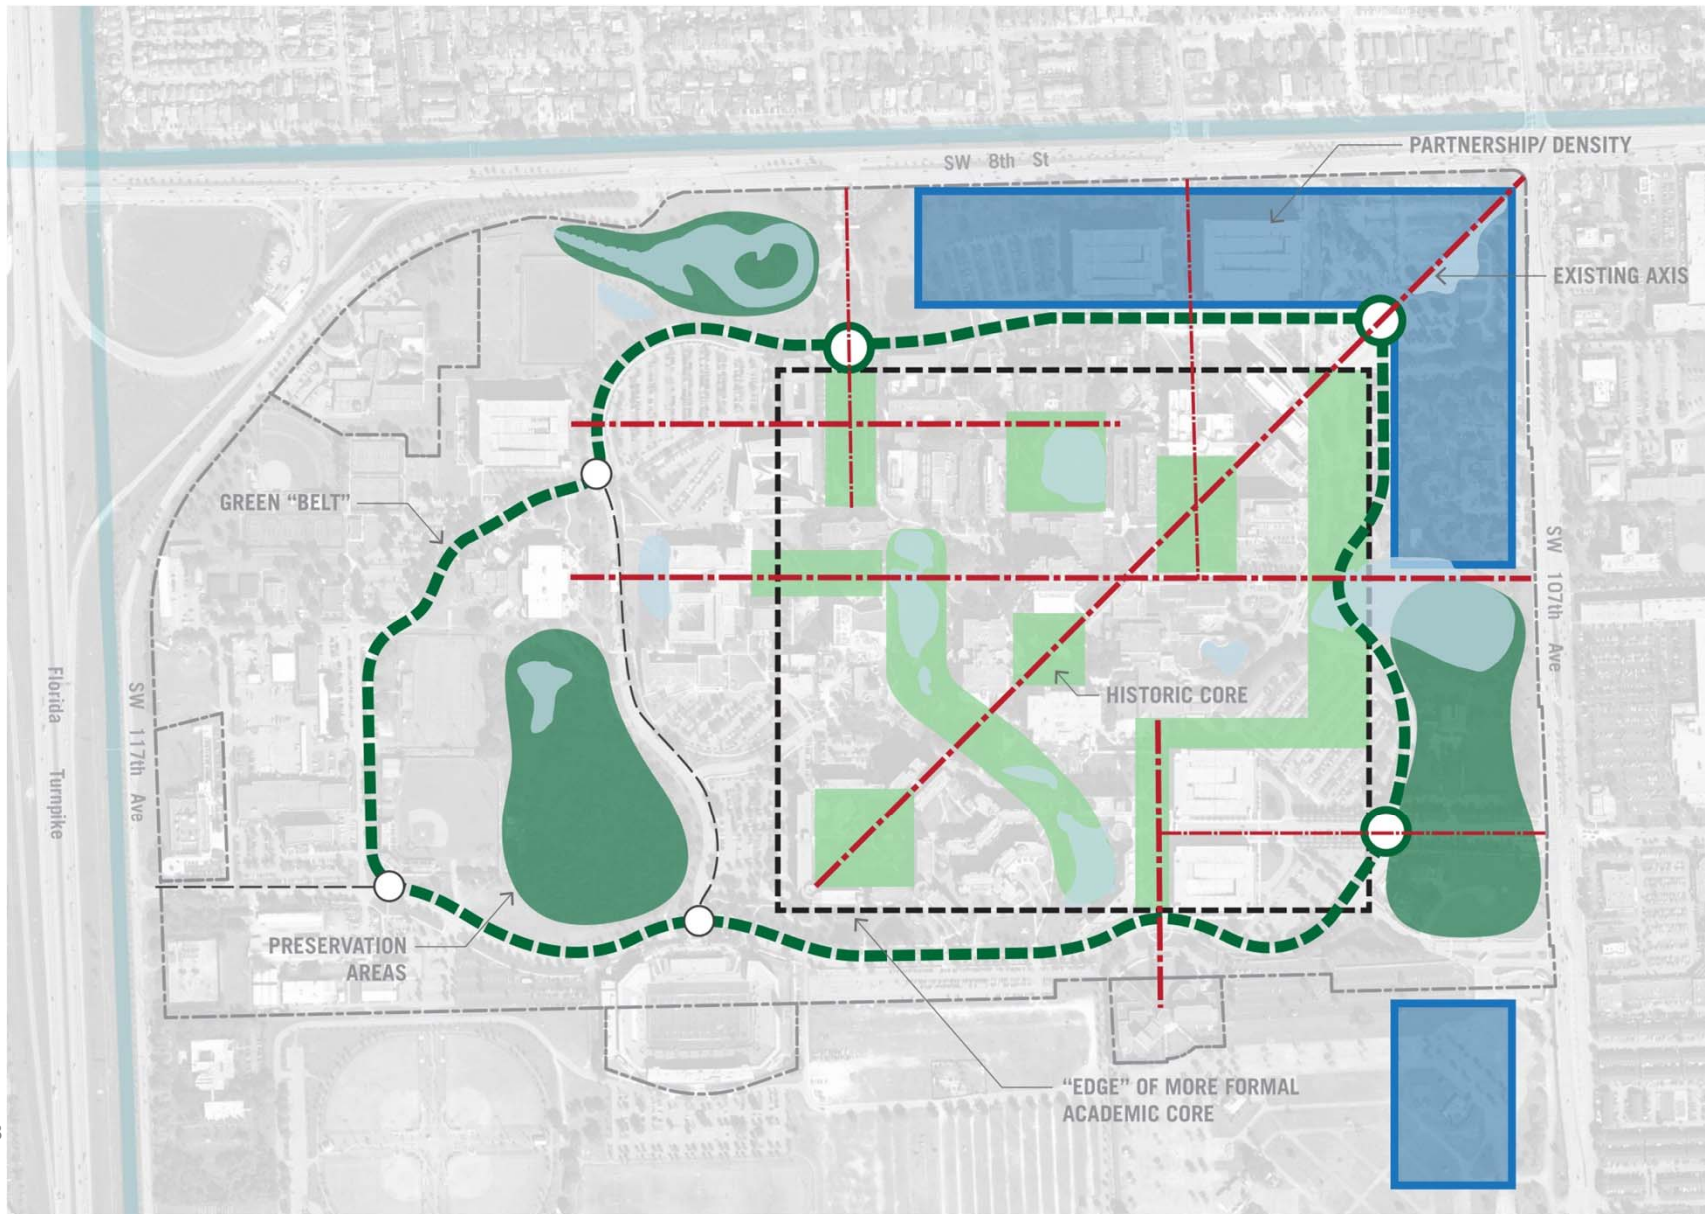 SW 8th St
PARTNERSHIP/ DENSITY
EXISTING AXIS
GREEN “BELT”
SW 107th Ave
HISTORIC CORE
Florida Turnpike
SW 117th Ave
PRESERVATION
AREAS
“EDGE” OF MORE FORMAL
ACADEMIC CORE